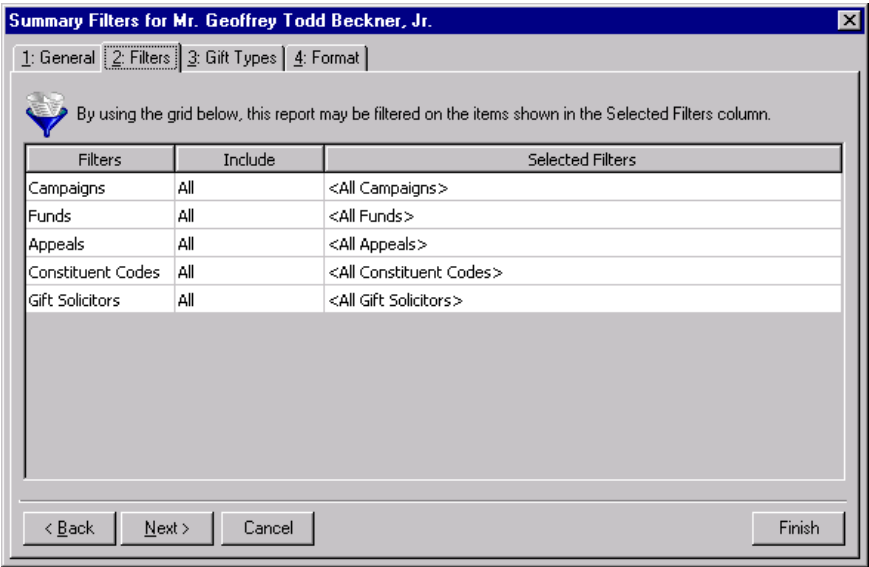 Summary Filters for Mr. Geoffrey Todd Beckner, Jr.
1: General 2: Filters 3: Gift Types 4: Format
By using the grid below, this report may be filtered on the items shown in the Selected Filters column.
Filters Include Selected Filters
Campaigns All <All Campaigns>
Funds All <All Funds>
Appeals All <All Appeals>
Constituent Codes All <All Constituent Codes>
Gift Solicitors All <All Gift Solicitors>
< Back Next > Cancel Finish